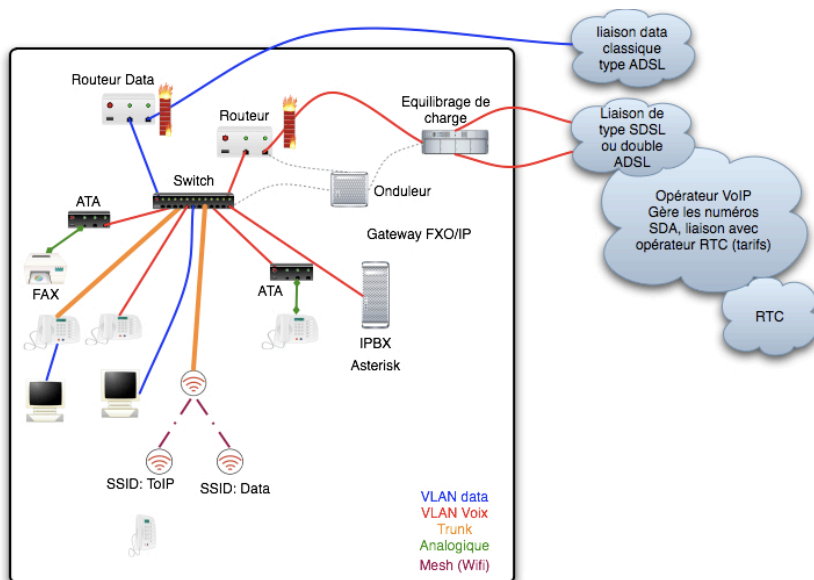 liaison data
classique
type ADSL
Routeur Data
Routeur
Equilibrage de
charge
Liaison de
type SDSL
ou double
ADSL
Switch
Onduleur
ATA
Opérateur VoIP
Gère les numéros
SDA, liaison avec
opérateur RTC (tarifs)
Gateway FXO/IP
FAX
ATA
RTC
IPBX
Asterisk
SSID: ToIP
SSID: Data
VLAN data
VLAN Voix
Trunk
Analogique
Mesh (Wifi)